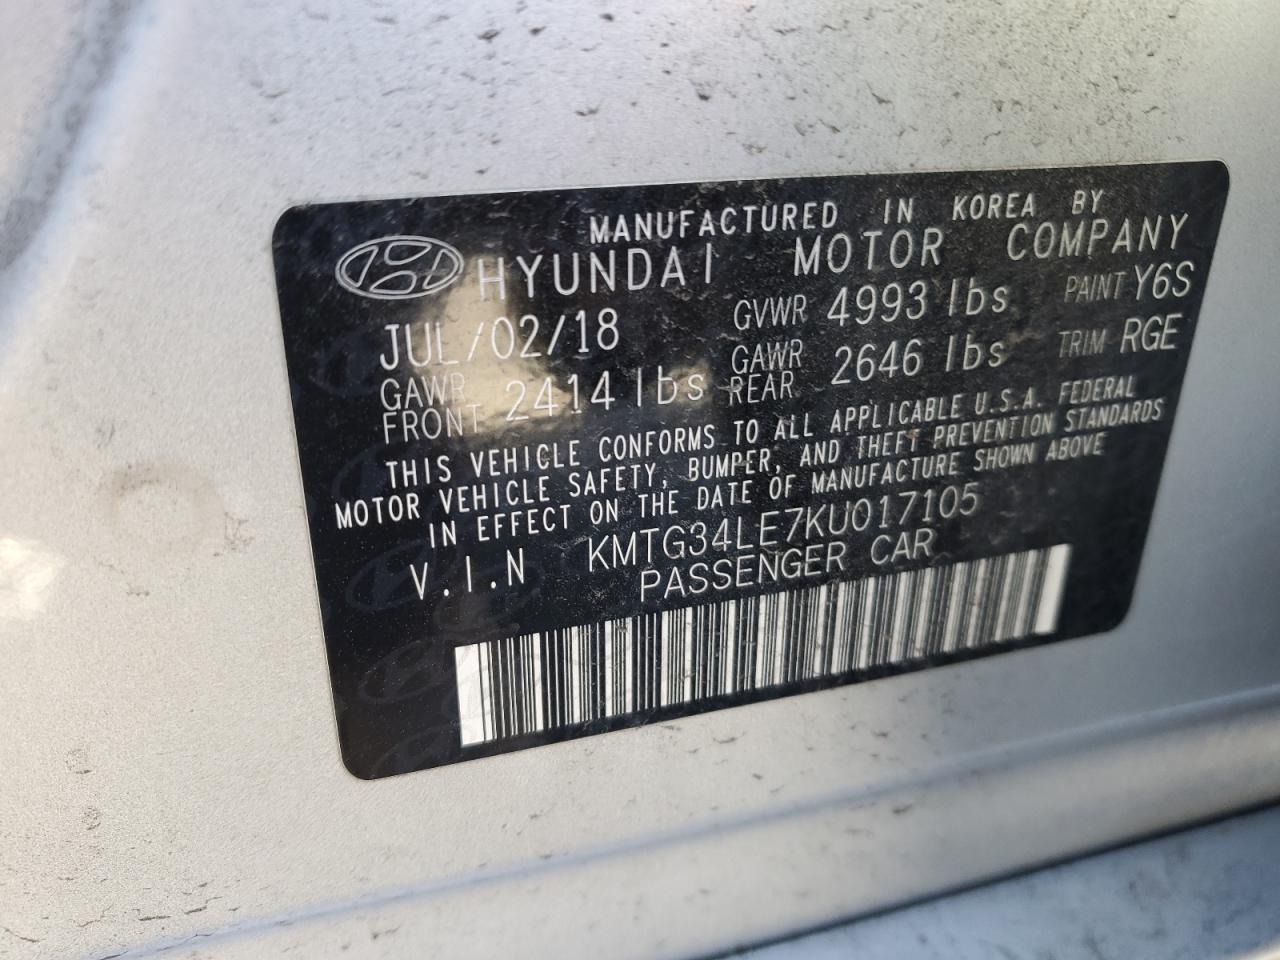 MANUFACTURED IN KOREA BY
HYUNDAI MOTOR COMPANY
JUL/02/18 GVWR 4993 lbs PAINT Y6S
GAWR FRONT 2414 lbs GAWR REAR 2646 lbs TRIM RGE
THIS VEHICLE CONFORMS TO ALL APPLICABLE U.S.A. FEDERAL
MOTOR VEHICLE SAFETY, BUMPER, AND THEFT PREVENTION STANDARDS
IN EFFECT ON THE DATE OF MANUFACTURE SHOWN ABOVE
V.I.N KMTG34LE7KU017105
PASSENGER CAR